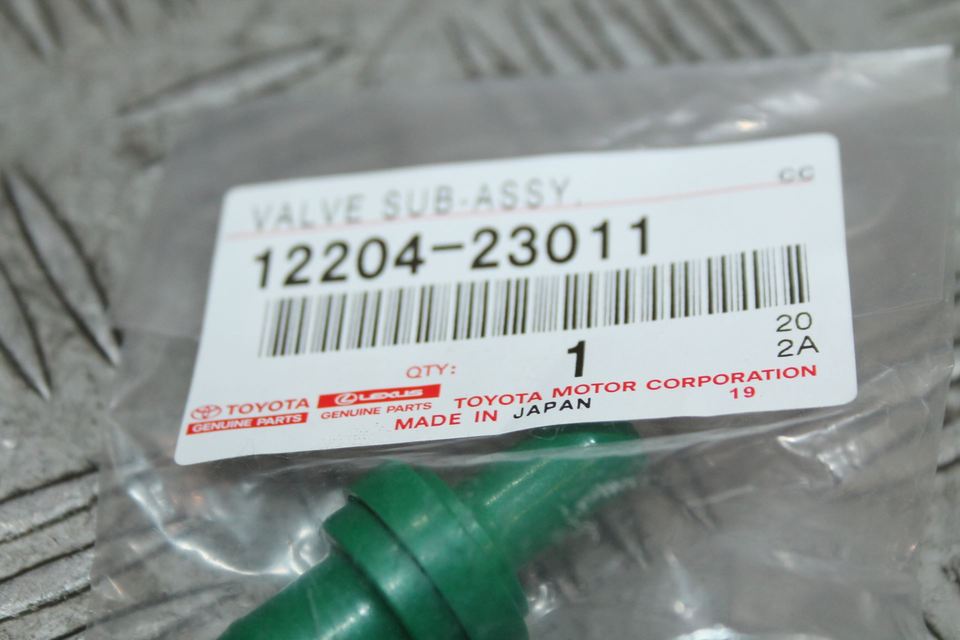 VALVE SUB-ASSY. CC
12204-23011
20
QTY: 1 2A
TOYOTA LEXUS TOYOTA MOTOR CORPORATION
GENUINE PARTS GENUINE PARTS MADE IN JAPAN 19